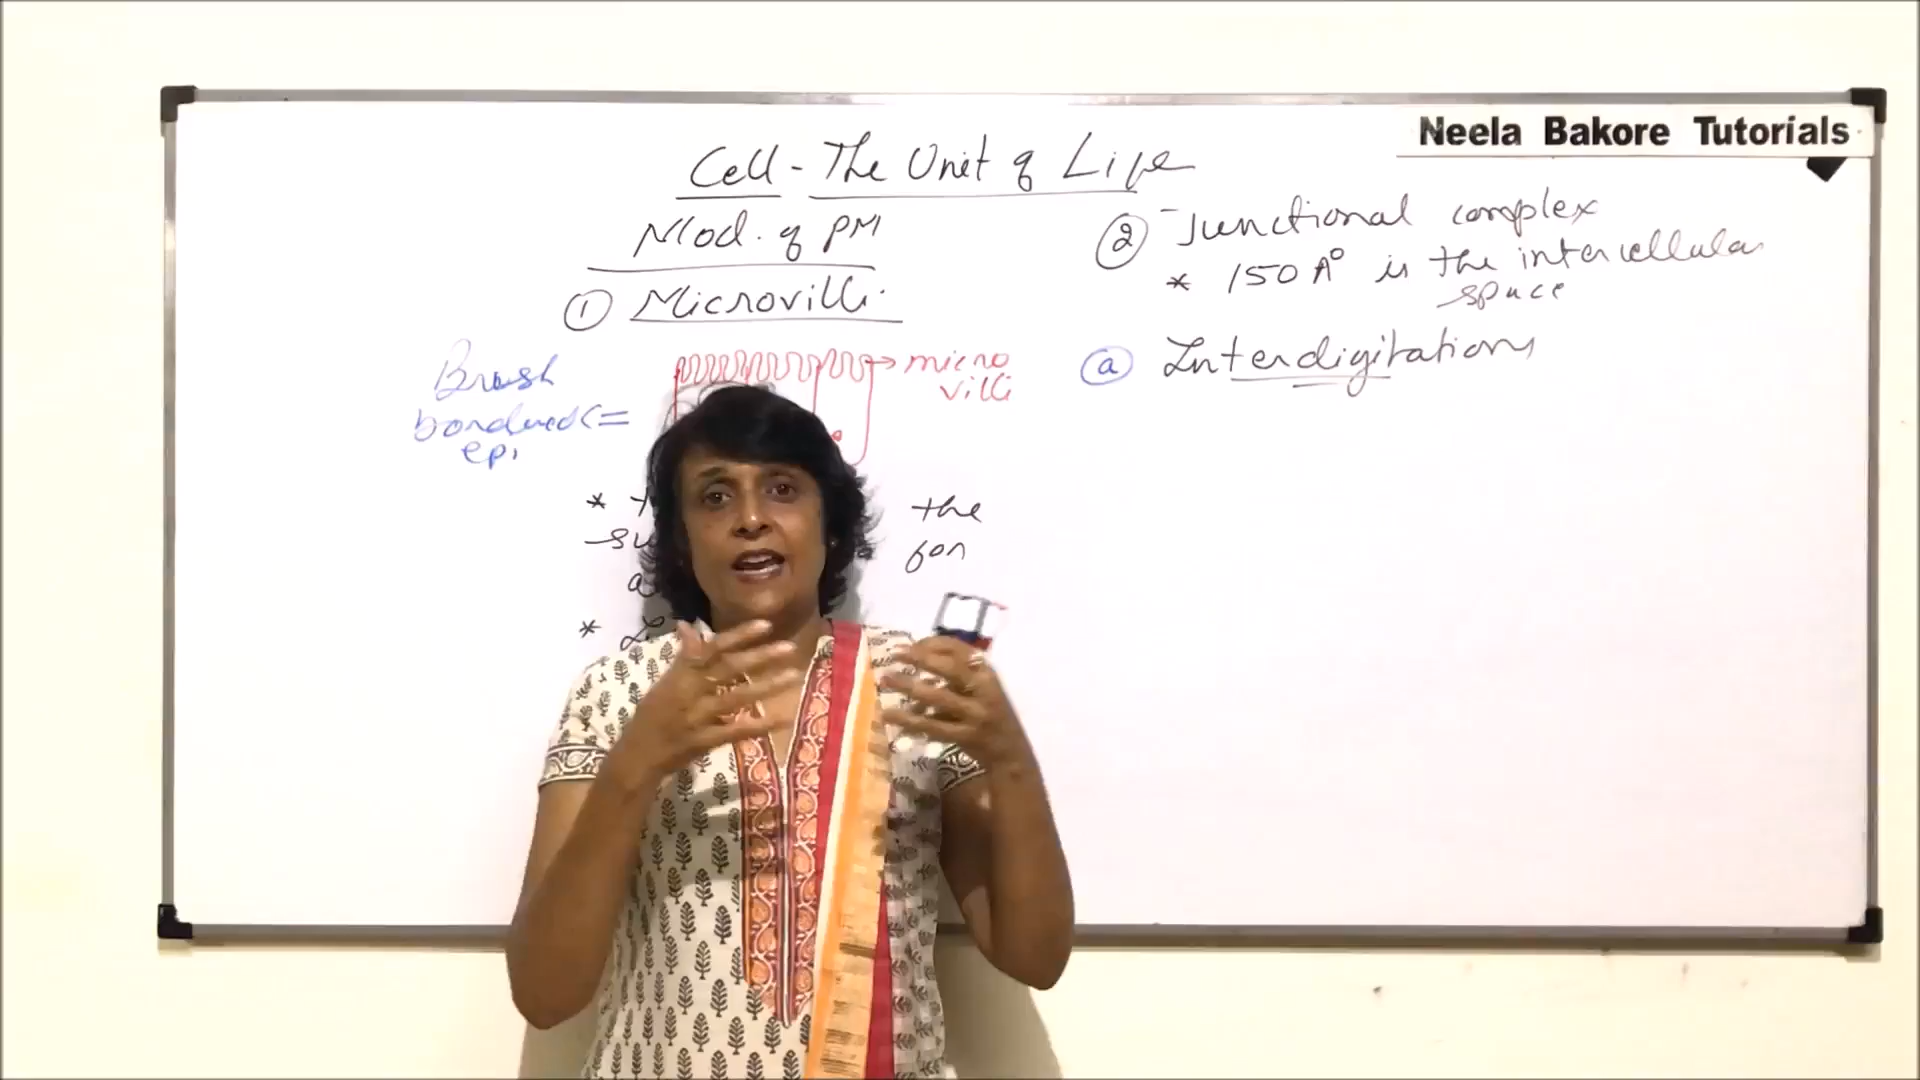 Neela Bakore Tutorials
Cell - The Unit of Life
Mod. of PM
① Microvilli
Brush
bordered
epi
micro
villi
* the
for
*
② Junctional complex
* 150 A° is the intercellular
space
ⓐ Interdigitations